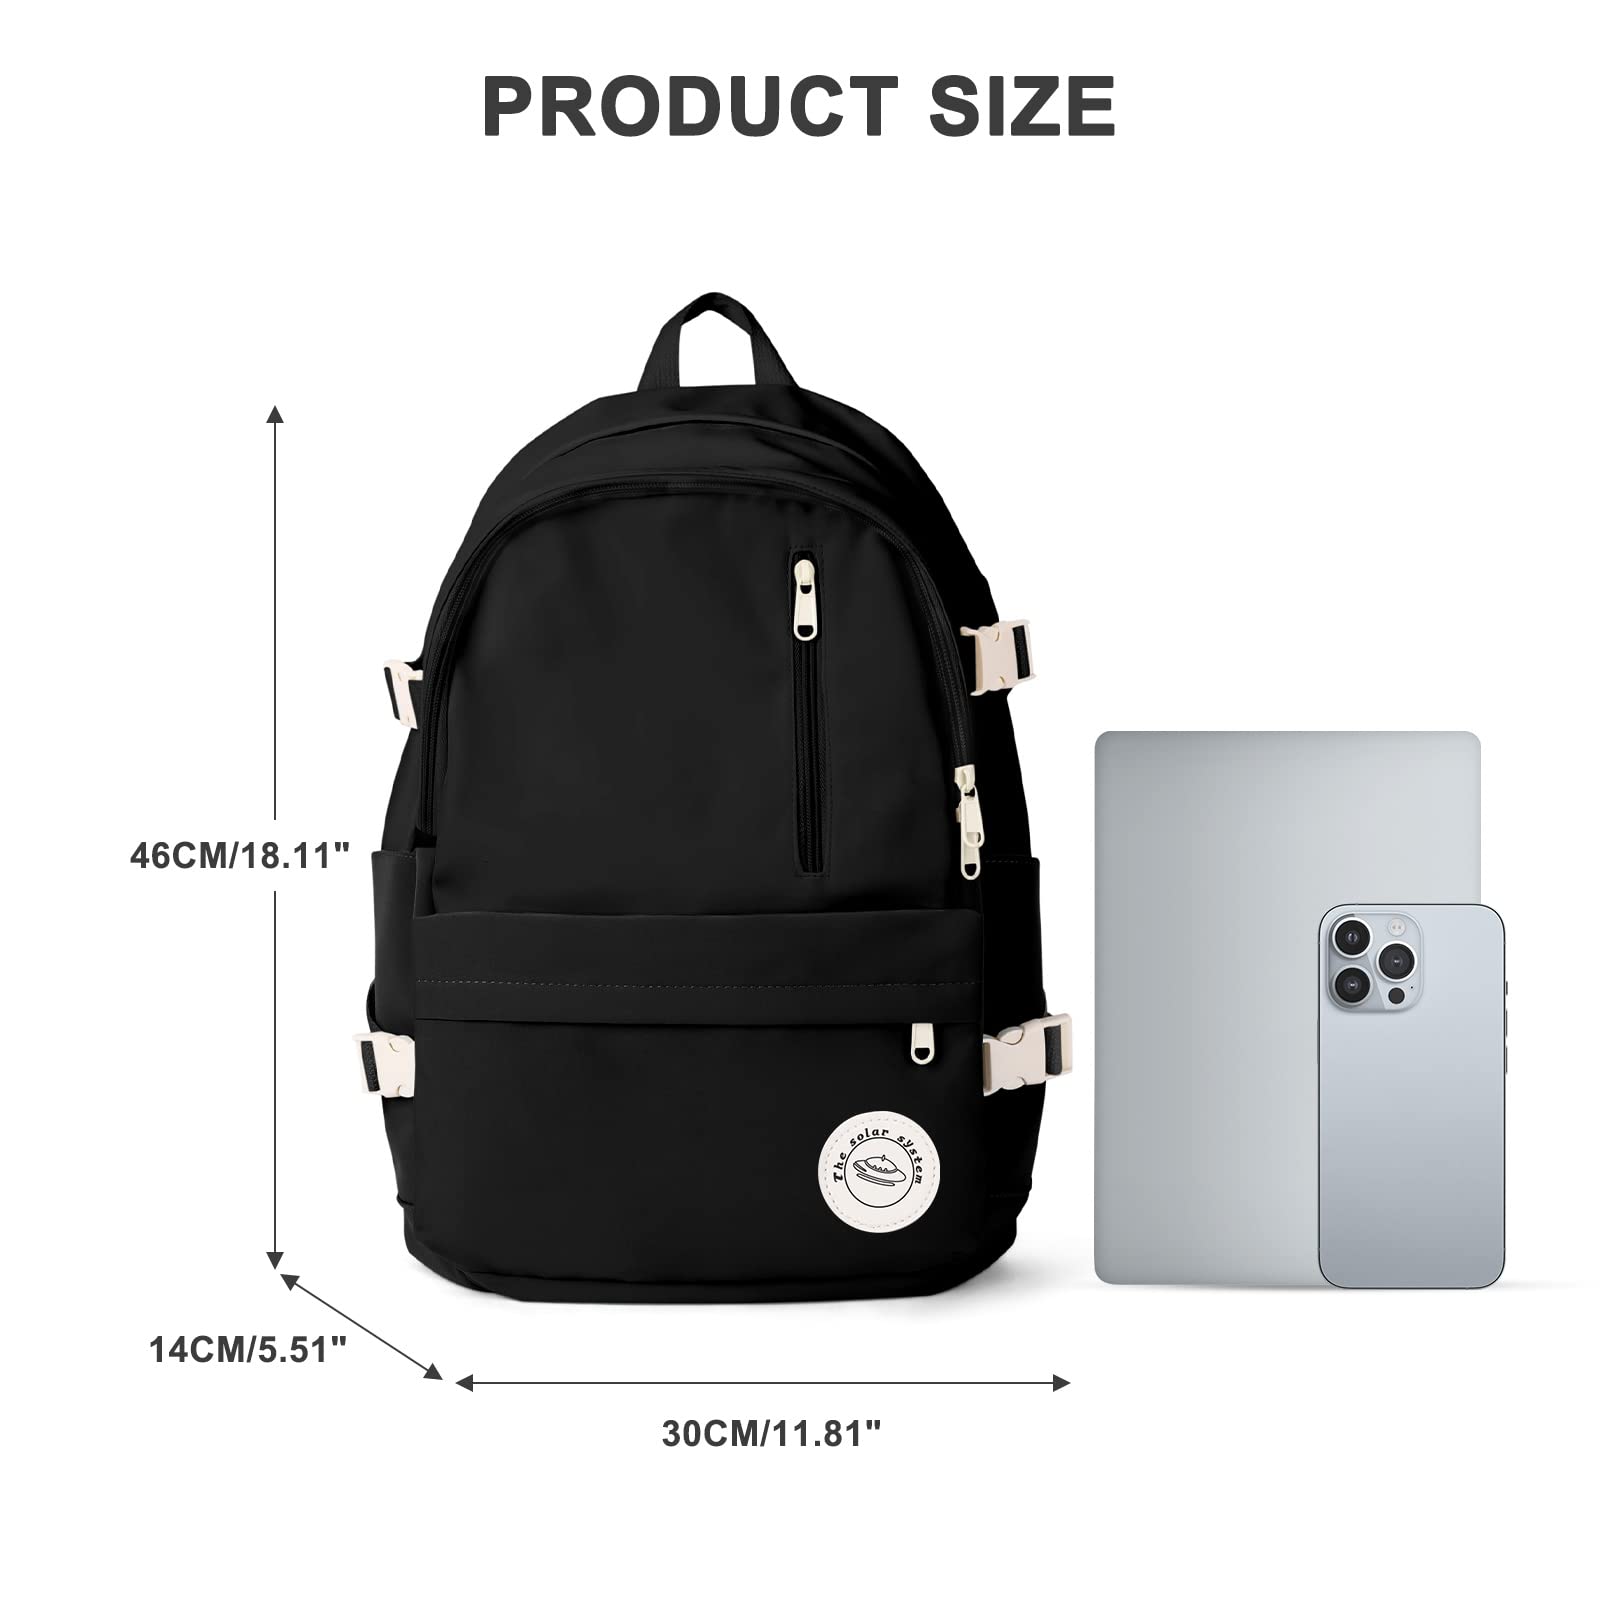 PRODUCT SIZE
46CM/18.11"
The solar system
14CM/5.51"
30CM/11.81"